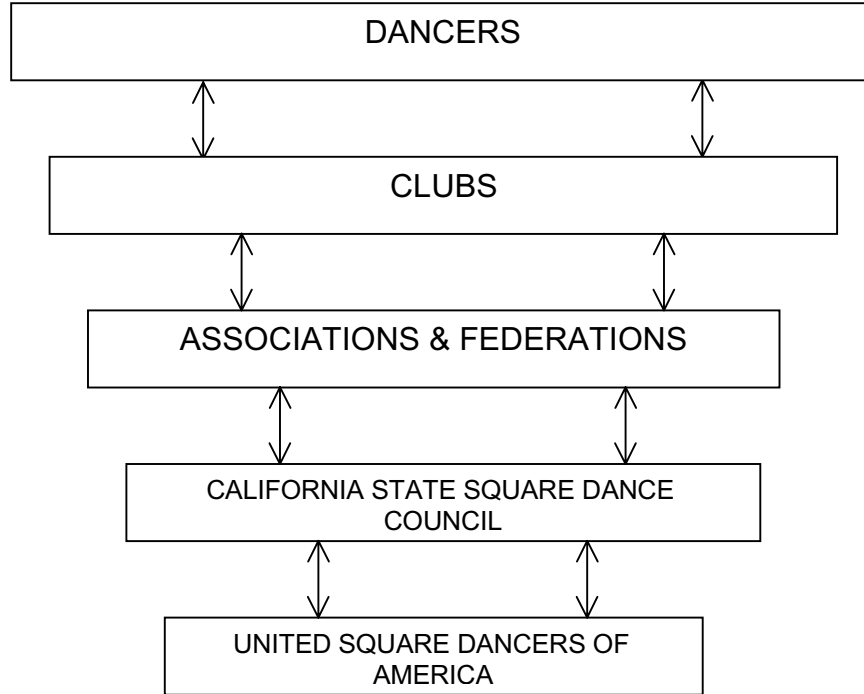 DANCERS
CLUBS
ASSOCIATIONS & FEDERATIONS
CALIFORNIA STATE SQUARE DANCE
COUNCIL
UNITED SQUARE DANCERS OF
AMERICA